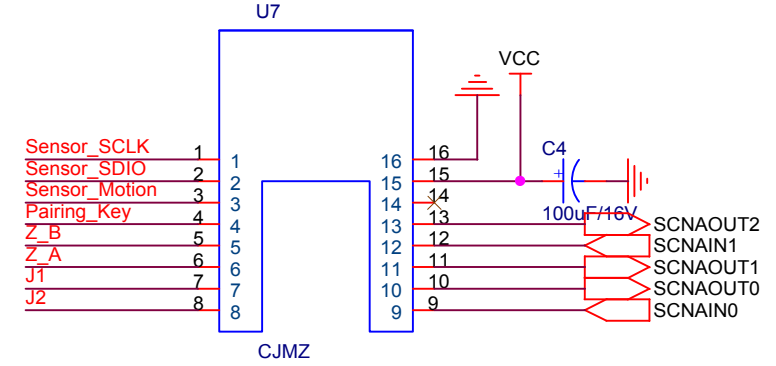 U7
VCC
Sensor_SCLK 1 1 16 16
C4
Sensor_SDIO 2 2 15 15 +
Sensor_Motion 3 3 14 14
100uF/16V
Pairing_Key 4 4 13 13 SCNAOUT2
Z_B 5 5 12 12 SCNAIN1
Z_A 6 6 11 11 SCNAOUT1
J1 7 7 10 10 SCNAOUT0
J2 8 8 9 9 SCNAIN0
CJMZ